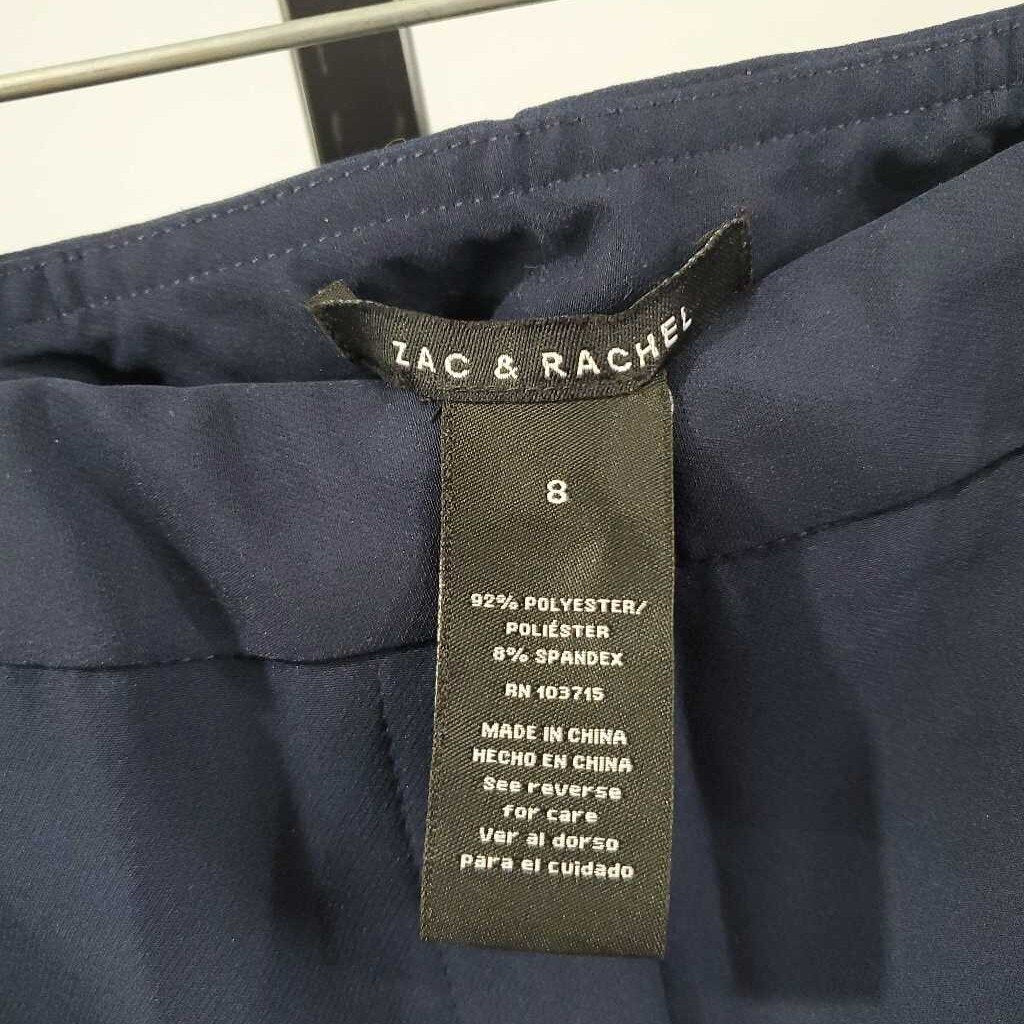 ZAC & RACHEL
8
92% POLYESTER/
POLIÉSTER
8% SPANDEX
RN 103715
MADE IN CHINA
HECHO EN CHINA
See reverse
for care
Ver al dorso
para el cuidado